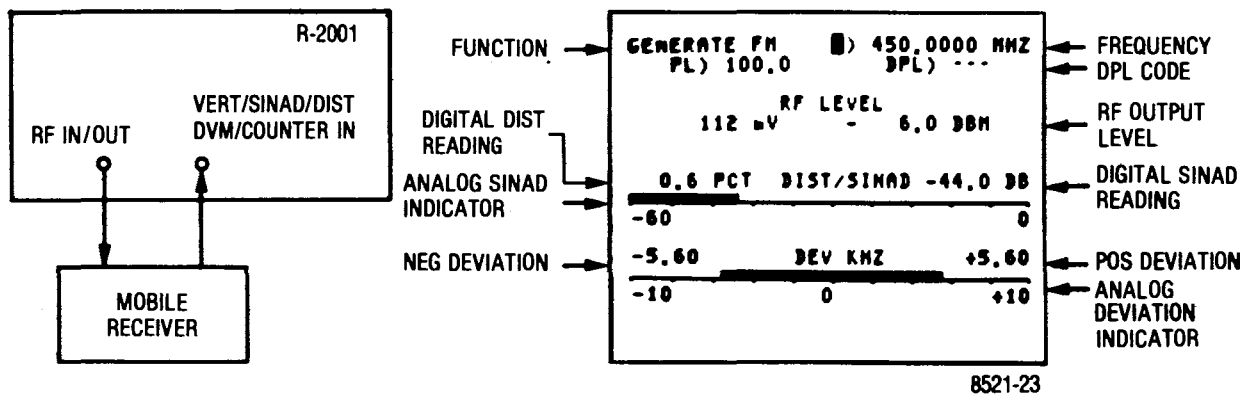 R-2001
VERT/SINAD/DIST
DVM/COUNTER IN
RF IN/OUT
MOBILE
RECEIVER
FUNCTION
DIGITAL DIST
READING
ANALOG SINAD
INDICATOR
NEG DEVIATION
GENERATE FM █) 450.0000 MHZ
PL) 100.0 DPL) ---
RF LEVEL
112 mV - 6.0 DBM
0.6 PCT DIST/SINAD -44.0 DB
-60 0
-5.60 DEV KHZ +5.60
-10 0 +10
FREQUENCY
DPL CODE
RF OUTPUT
LEVEL
DIGITAL SINAD
READING
POS DEVIATION
ANALOG
DEVIATION
INDICATOR
8521-23